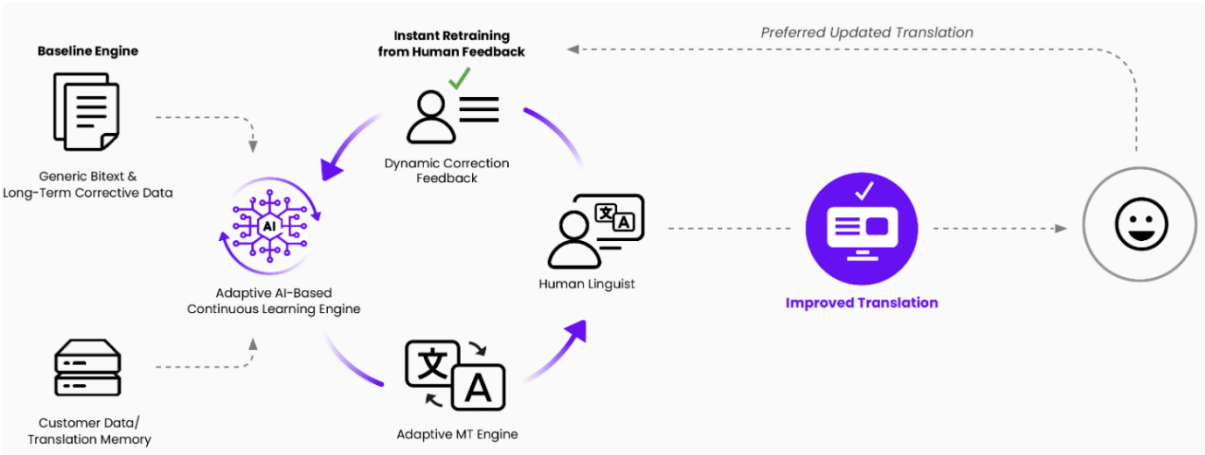 Baseline Engine
Generic Bitext &
Long-Term Corrective Data
Customer Data/
Translation Memory
AI
Adaptive AI-Based
Continuous Learning Engine
Instant Retraining
from Human Feedback
Dynamic Correction
Feedback
文 A
Adaptive MT Engine
文 A
Human Linguist
Improved Translation
Preferred Updated Translation